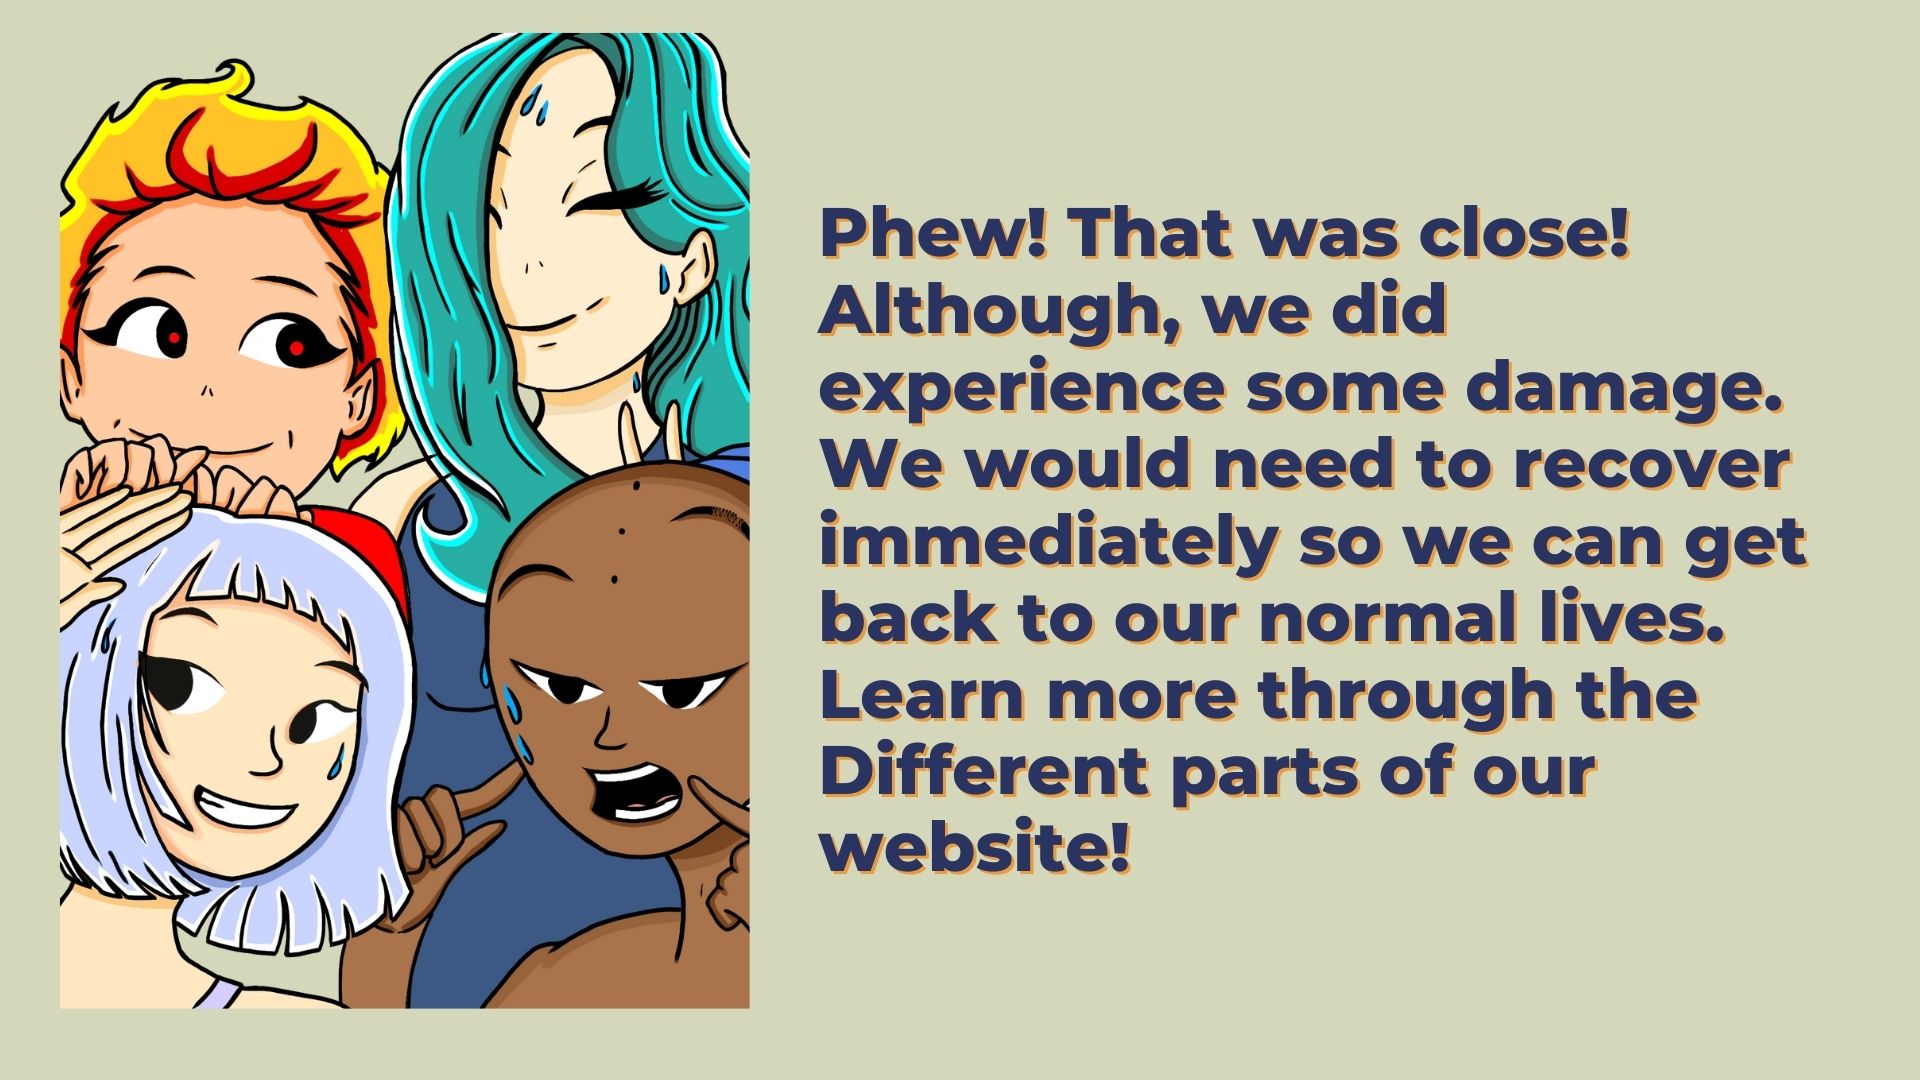 Phew! That was close!
Although, we did
experience some damage.
We would need to recover
immediately so we can get
back to our normal lives.
Learn more through the
Different parts of our
website!